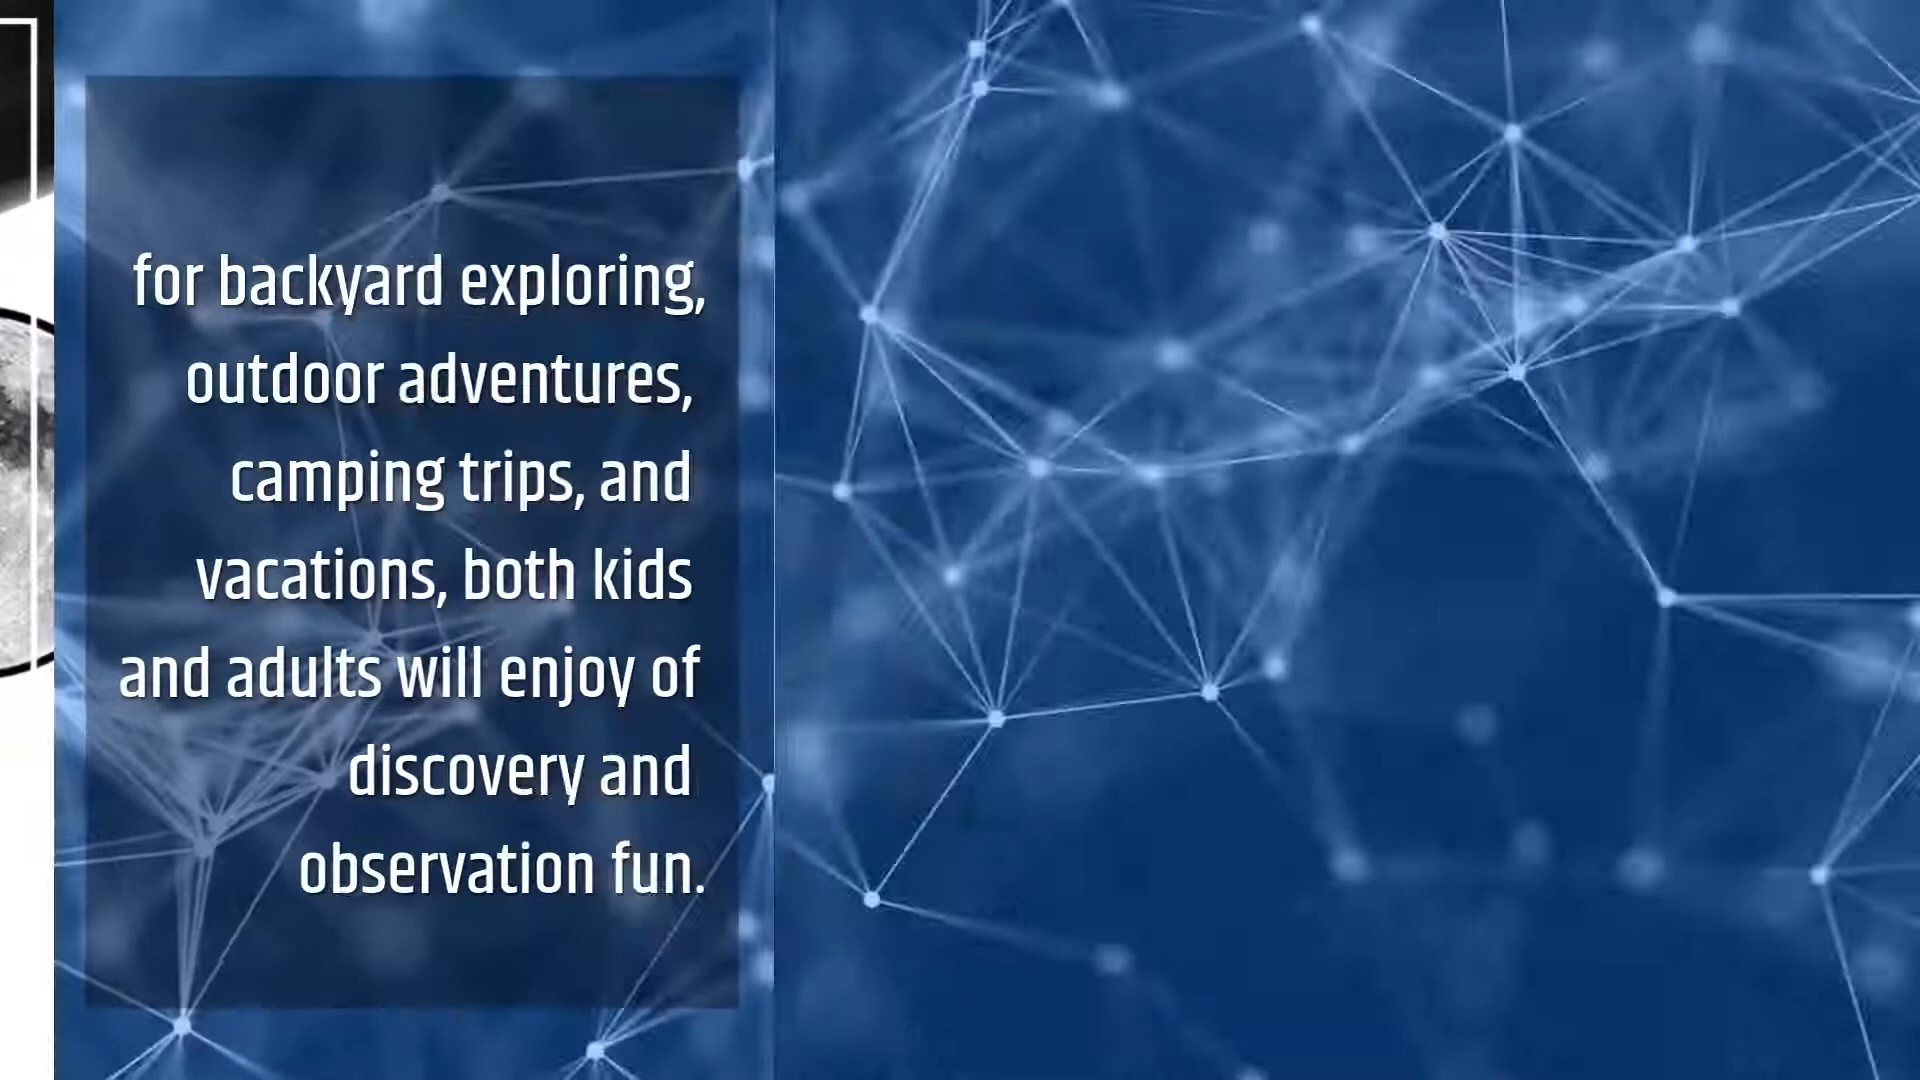 for backyard exploring,
outdoor adventures,
camping trips, and
vacations, both kids
and adults will enjoy of
discovery and
observation fun.